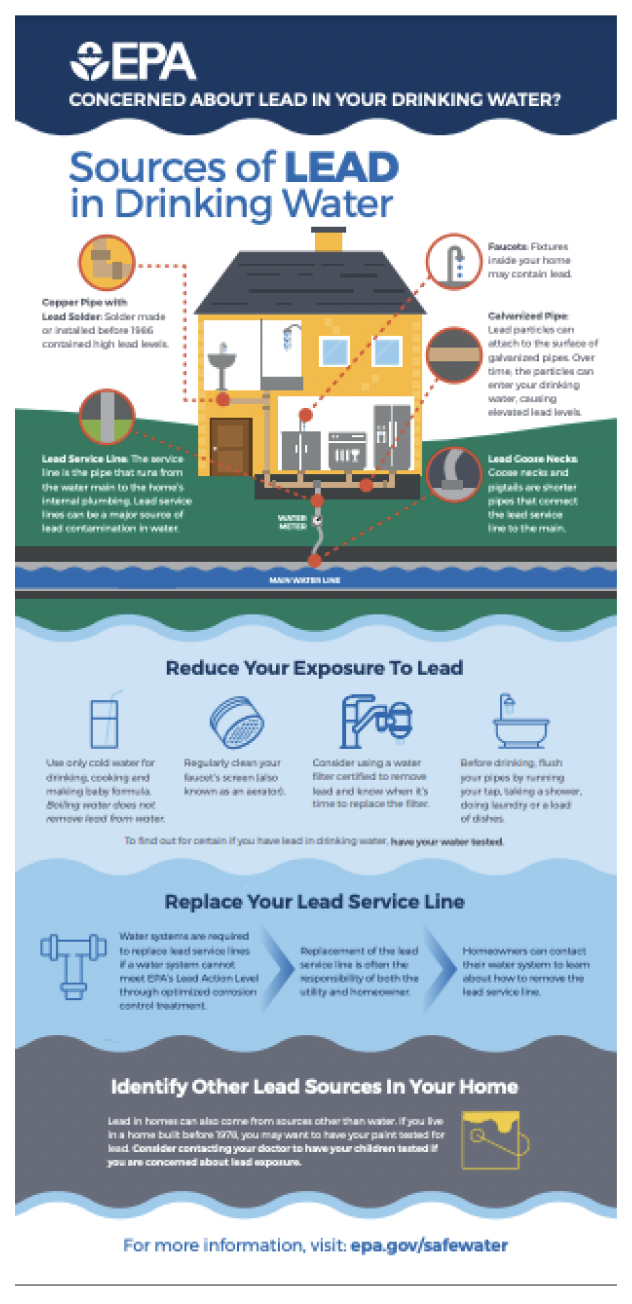 EPA
CONCERNED ABOUT LEAD IN YOUR DRINKING WATER?
Sources of LEAD
in Drinking Water
Copper Pipe with
Lead Solder: Solder made
or installed before 1986
contained high lead levels.
Lead Service Line: The service
line is the pipe that runs from
the water main to the home's
internal plumbing. Lead service
lines can be a major source of
lead contamination in water.
Faucets: Fixtures
inside your home
may contain lead.
Galvanized Pipe:
Lead particles can
attach to the surface of
galvanized pipes. Over
time, the particles can
enter your drinking
water, causing
elevated lead levels.
Lead Goose Necks:
Goose necks and
pigtails are shorter
pipes that connect
the lead service
line to the main.
WATER
METER
MAIN WATER LINE
Reduce Your Exposure To Lead
Use only cold water for
drinking, cooking and
making baby formula.
Boiling water does not
remove lead from water.
Regularly clean your
faucet's screen (also
known as an aerator).
Consider using a water
filter certified to remove
lead and know when it's
time to replace the filter.
Before drinking, flush
your pipes by running
your tap, taking a shower,
doing laundry or a load
of dishes.
To find out for certain if you have lead in drinking water, have your water tested.
Replace Your Lead Service Line
Water systems are required
to replace lead service lines
if a water system cannot
meet EPA's Lead Action Level
through optimized corrosion
control treatment.
Replacement of the lead
service line is often the
responsibility of both the
utility and homeowner.
Homeowners can contact
their water system to learn
about how to remove the
lead service line.
Identify Other Lead Sources In Your Home
Lead in homes can also come from sources other than water. If you live
in a home built before 1978, you may want to have your paint tested for
lead. Consider contacting your doctor to have your children tested if
you are concerned about lead exposure.
For more information, visit: epa.gov/safewater